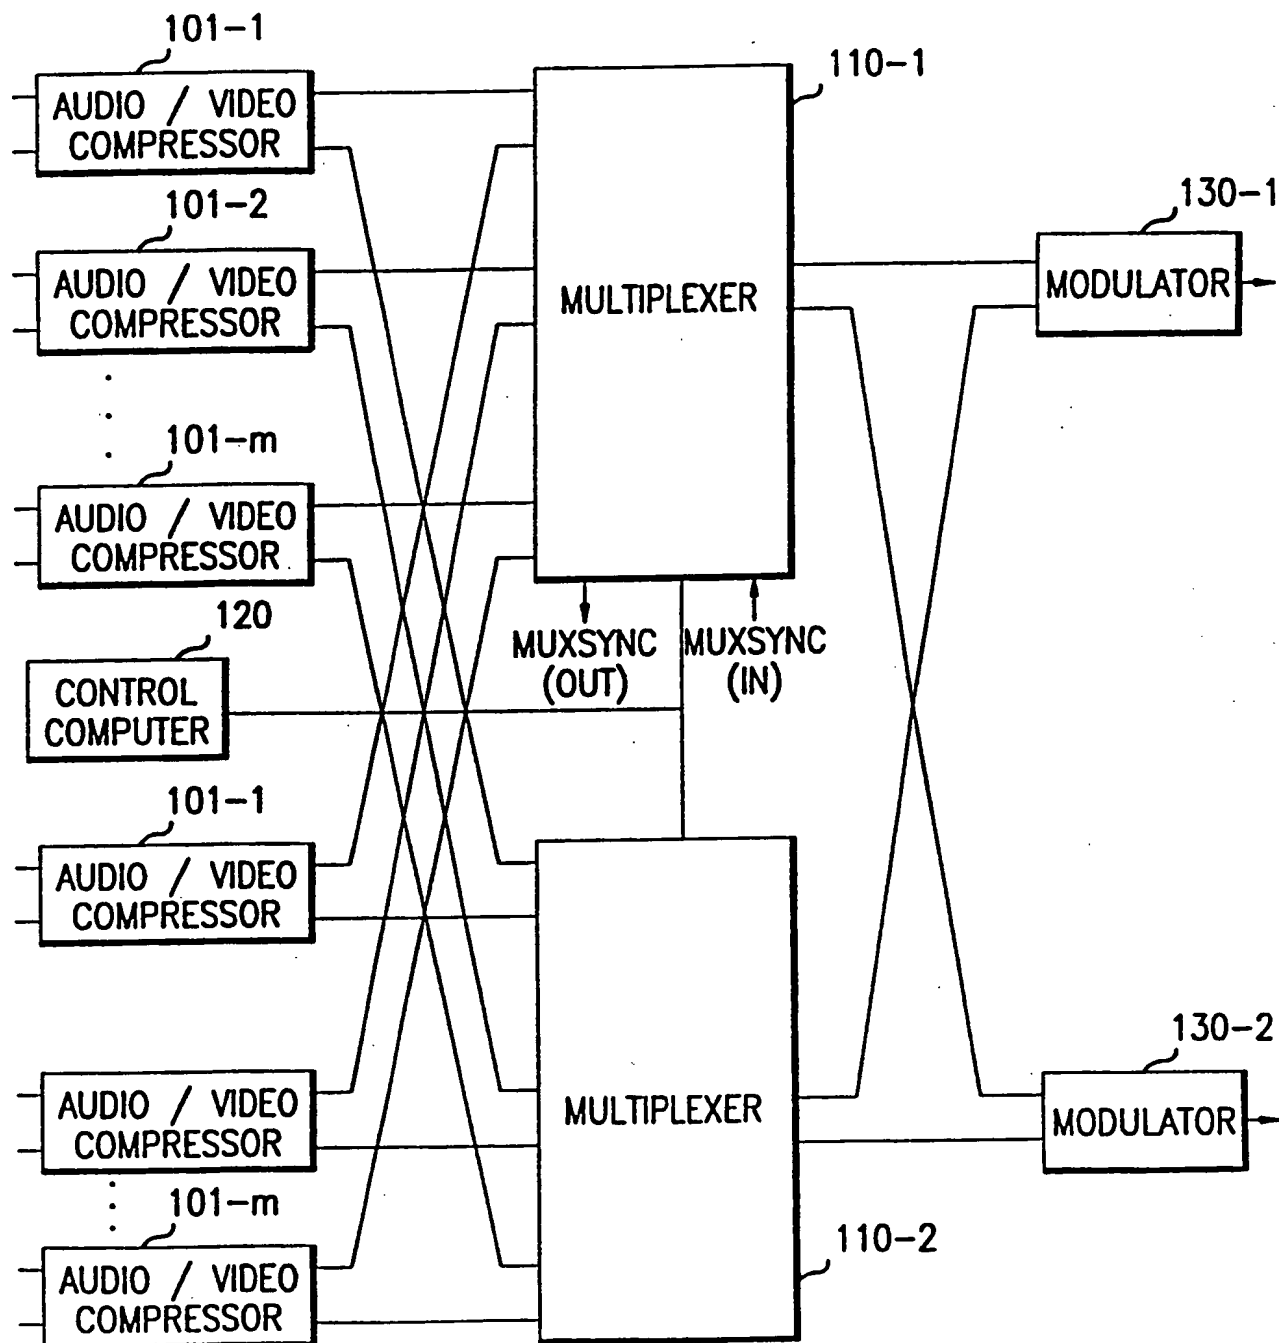 101-1
AUDIO / VIDEO
COMPRESSOR
110-1
101-2
AUDIO / VIDEO
COMPRESSOR
MULTIPLEXER
130-1
MODULATOR
101-m
AUDIO / VIDEO
COMPRESSOR
MUXSYNC
(OUT)
MUXSYNC
(IN)
120
CONTROL
COMPUTER
101-1
AUDIO / VIDEO
COMPRESSOR
AUDIO / VIDEO
COMPRESSOR
MULTIPLEXER
130-2
MODULATOR
101-m
AUDIO / VIDEO
COMPRESSOR
110-2